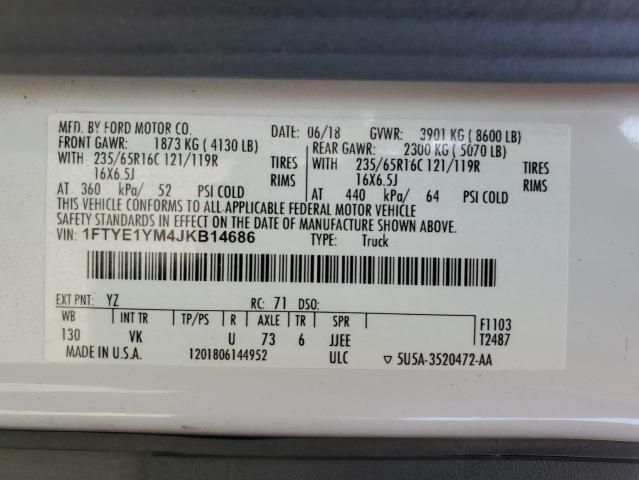 MFD. BY FORD MOTOR CO. DATE: 06/18 GVWR: 3901 KG ( 8600 LB)
FRONT GAWR: 1873 KG ( 4130 LB) REAR GAWR: 2300 KG ( 5070 LB)
WITH 235/65R16C 121/119R TIRES WITH 235/65R16C 121/119R TIRES
16X6.5J RIMS 16X6.5J RIMS
AT 360 kPa/ 52 PSI COLD AT 440 kPa/ 64 PSI COLD
THIS VEHICLE CONFORMS TO ALL APPLICABLE FEDERAL MOTOR VEHICLE
SAFETY STANDARDS IN EFFECT ON THE DATE OF MANUFACTURE SHOWN ABOVE.
VIN: 1FTYE1YM4JKB14686 TYPE: Truck
EXT PNT: YZ RC: 71 DSO:
WB INT TR TP/PS R AXLE TR SPR F1103
130 VK U 73 6 JJEE T2487
MADE IN U.S.A. 1201806144952 ULC ▽ 5U5A-3520472-AA